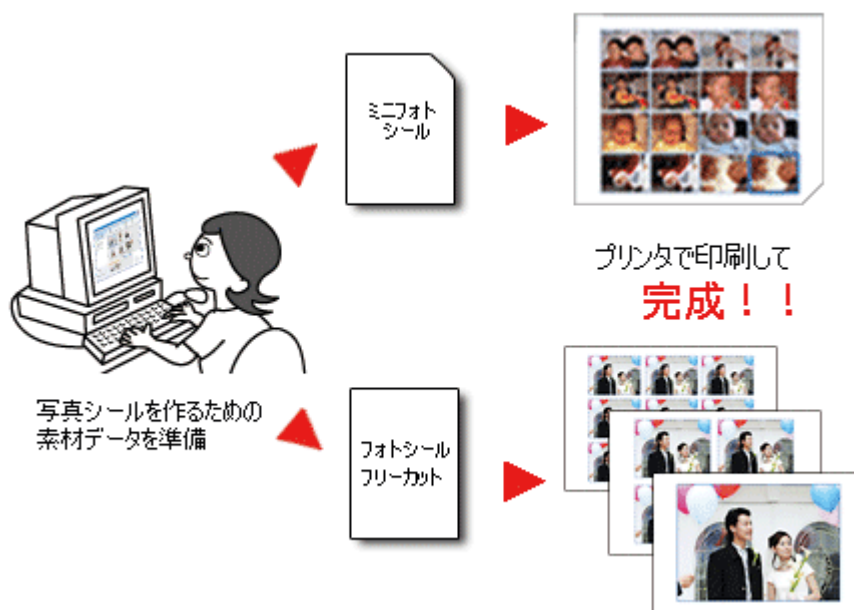 ミニフォト
シール
プリンタで印刷して
完成!!
写真シールを作るための
素材データを準備
フォトシール
フリーカット